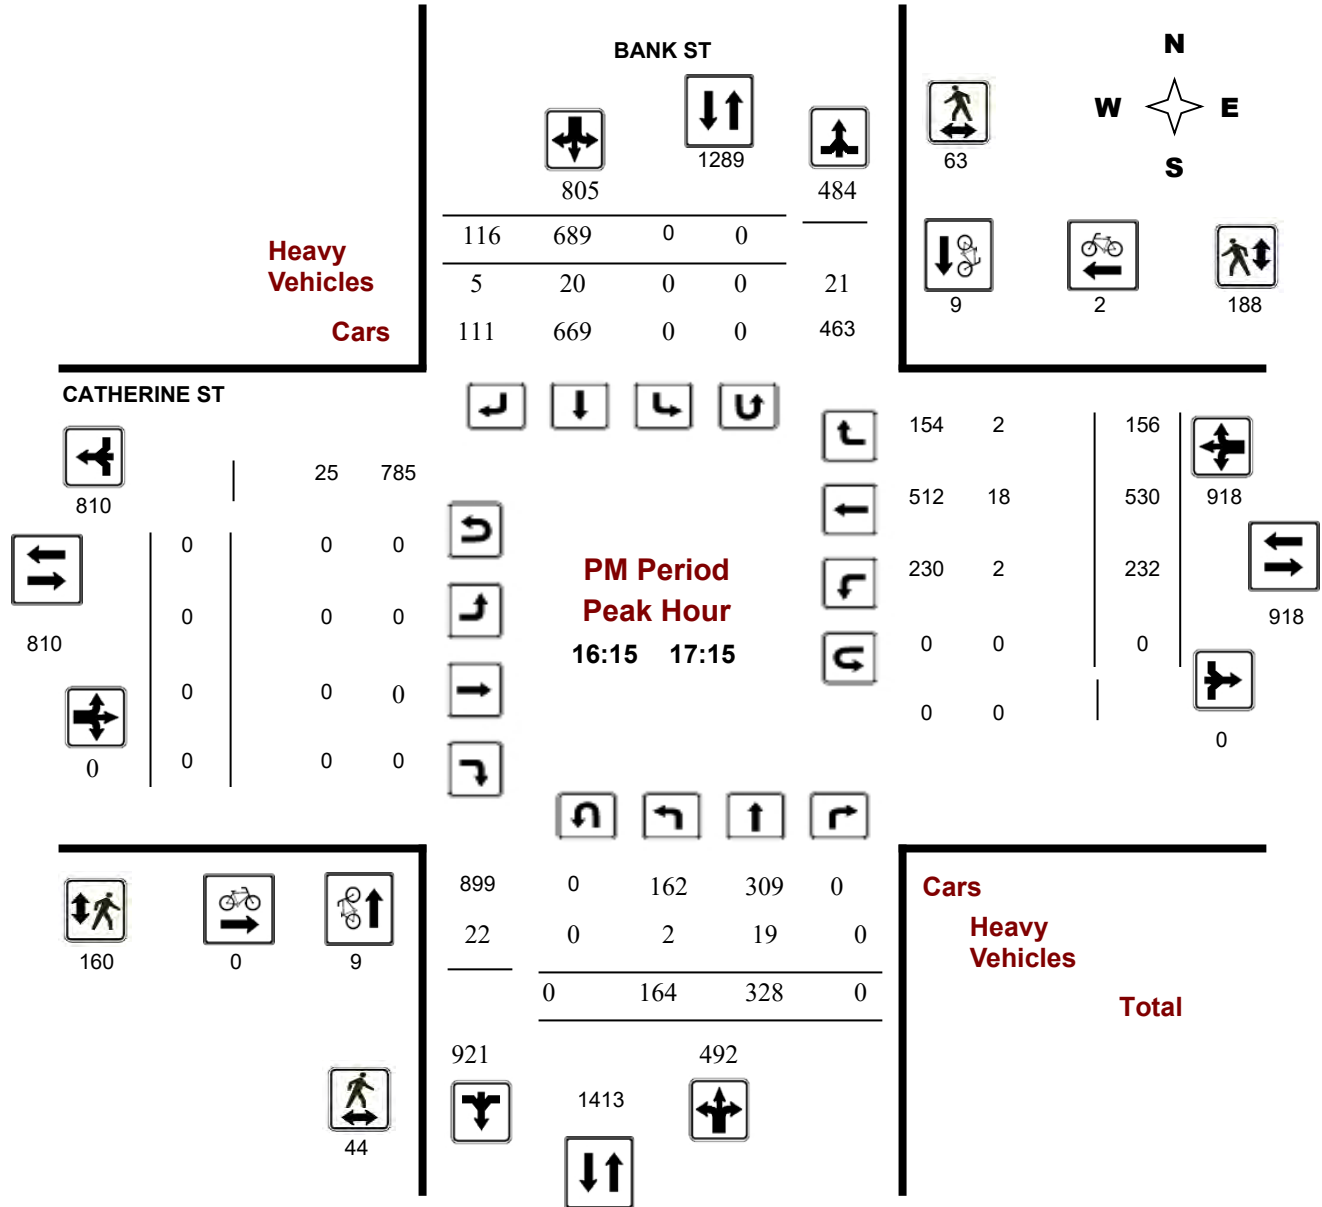 BANK ST
N
W E
S
1289
63
805 484
116 689 0 0
Heavy
Vehicles
5 20 0 0 21
9 2 188
Cars
111 669 0 0 463
CATHERINE ST
154 2 156
25 785
810
512 18 530 918
0 0 0
PM Period
230 2 232
Peak Hour
0 0 0
918
16:15 17:15
810
0 0 0
0 0 0
0 0
0
0 0 0
0
899 0 162 309 0
Cars
22 0 2 19 0
Heavy
Vehicles
160 0 9
0 164 328 0
Total
921 492
1413
44